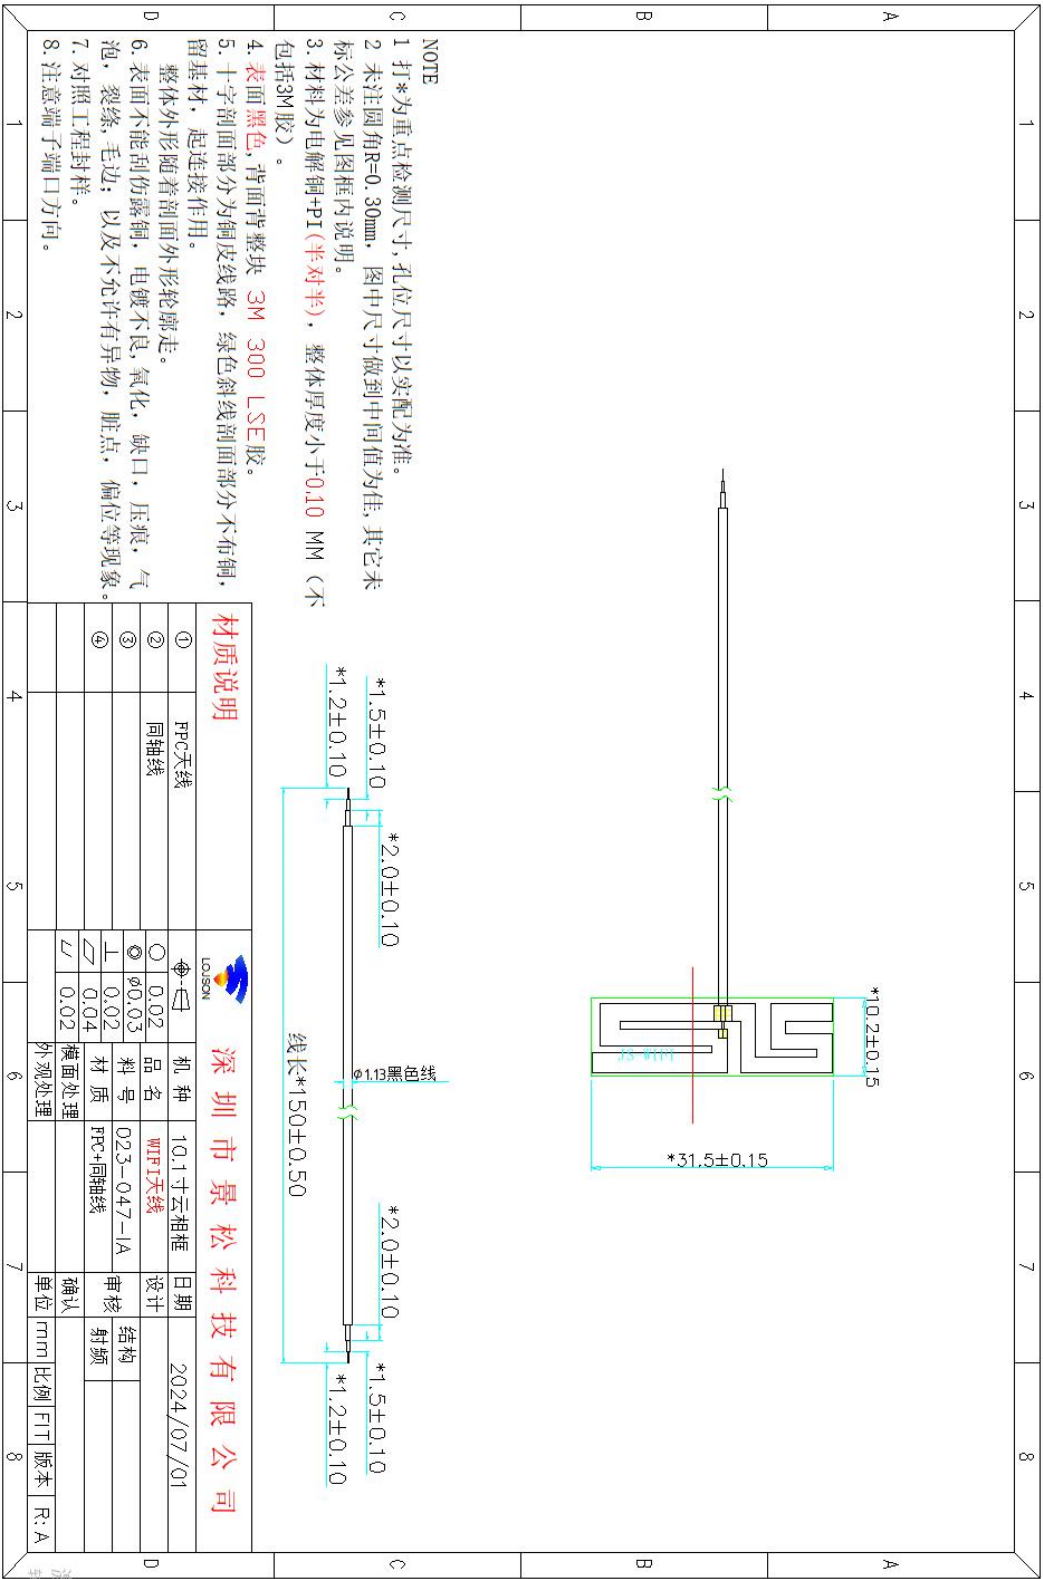 1
2
3
4
5
6
7
8
A
B
C
D
*10.2±0.15
*31.5±0.15
JS WIFI
*1.5±0.10
*1.2±0.10
*2.0±0.10
φ1.13黑色线
线长*150±0.50
*2.0±0.10
*1.5±0.10
*1.2±0.10
NOTE
1 打*为重点检测尺寸,孔位尺寸以实配为准。
2 未注圆角R=0.30mm, 图中尺寸做到中间值为佳,其它未
标公差参见图框内说明。
3. 材料为电解铜+PI(半对半), 整体厚度小于0.10 MM (不
包括3M胶)。
4. 表面黑色,背面背整块 3M 300 LSE胶。
5. 十字剖面部分为铜皮线路, 绿色斜线剖面部分不布铜,
留基材, 起连接作用。
整体外形随着剖面外形轮廓走。
6. 表面不能刮伤露铜, 电镀不良,氧化, 缺口, 压痕, 气
泡, 裂绦,毛边; 以及不允许有异物, 脏点, 偏位等现象。
7. 对照工程封样。
8. 注意端子端口方向。
材质说明
① FPC天线
② 同轴线
③
④
LOJSON
深圳市景松科技有限公司
机种 10.1寸云相框 日期 2024/07/01
○ 0.02 品名 WIFI天线 设计
◎ φ0.03 料号 023-047-IA 审核 结构
⊥ 0.02 材质 FPC+同轴线 射频
▱ 0.04 模面处理 确认
0.02 外观处理 单位 mm 比例 FIT 版本 R: A
1
2
3
4
5
6
7
8
A
B
C
D